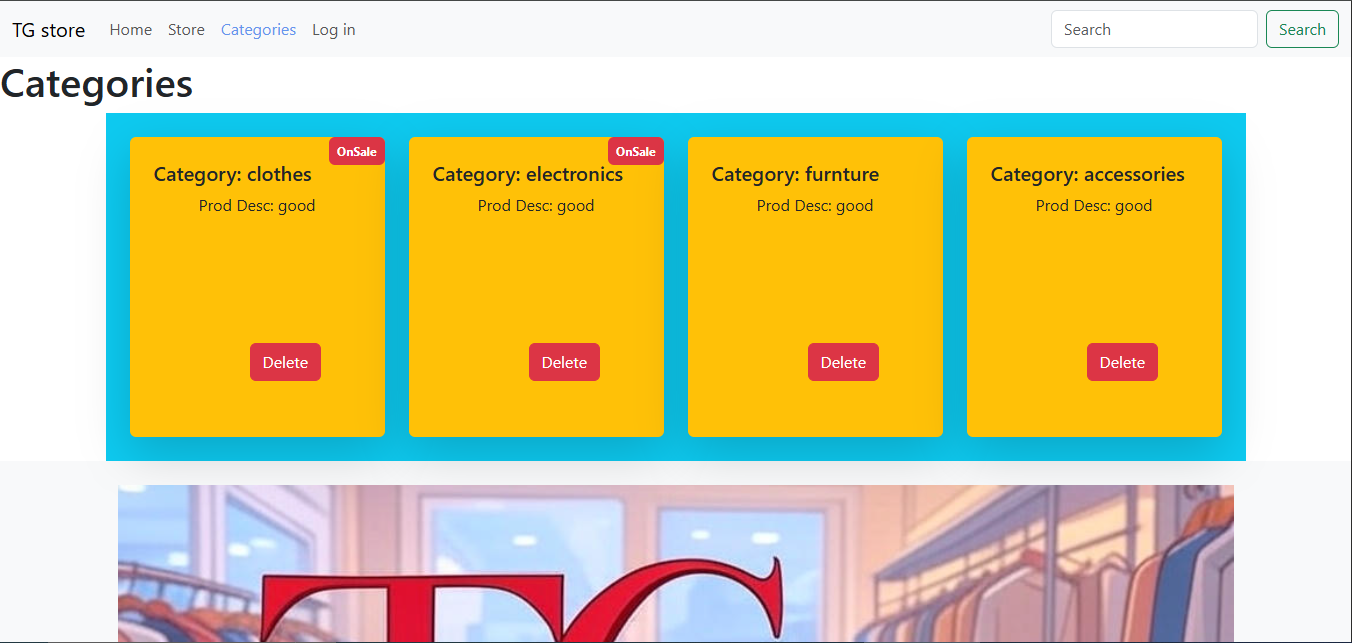 TG store Home Store Categories Log in Search Search
Categories
OnSale OnSale
Category: clothes Category: electronics Category: furnture Category: accessories
Prod Desc: good Prod Desc: good Prod Desc: good Prod Desc: good
Delete Delete Delete Delete
TG